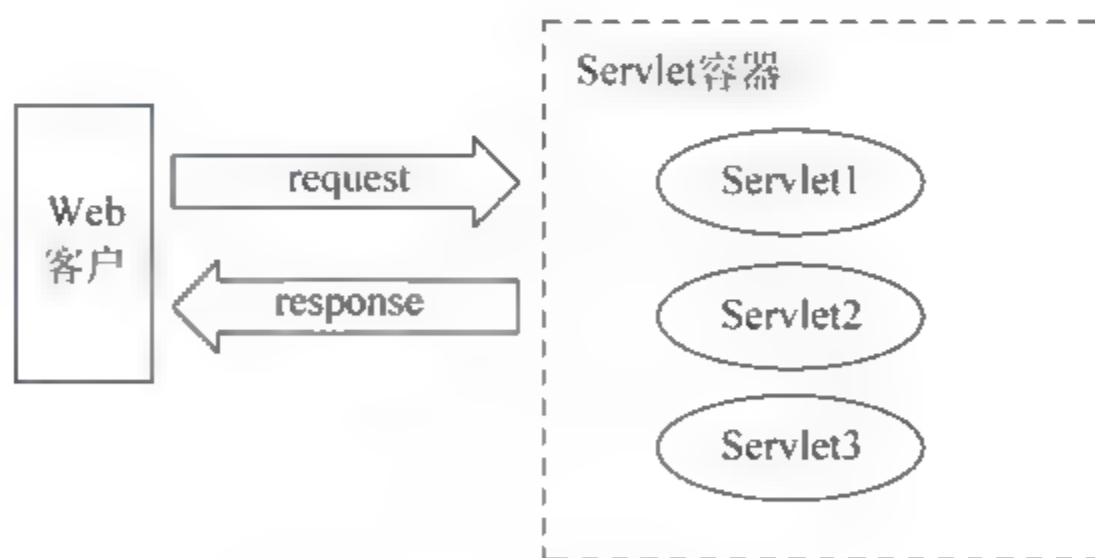 Servlet容器
Web
客户
request
response
Servlet1
Servlet2
Servlet3